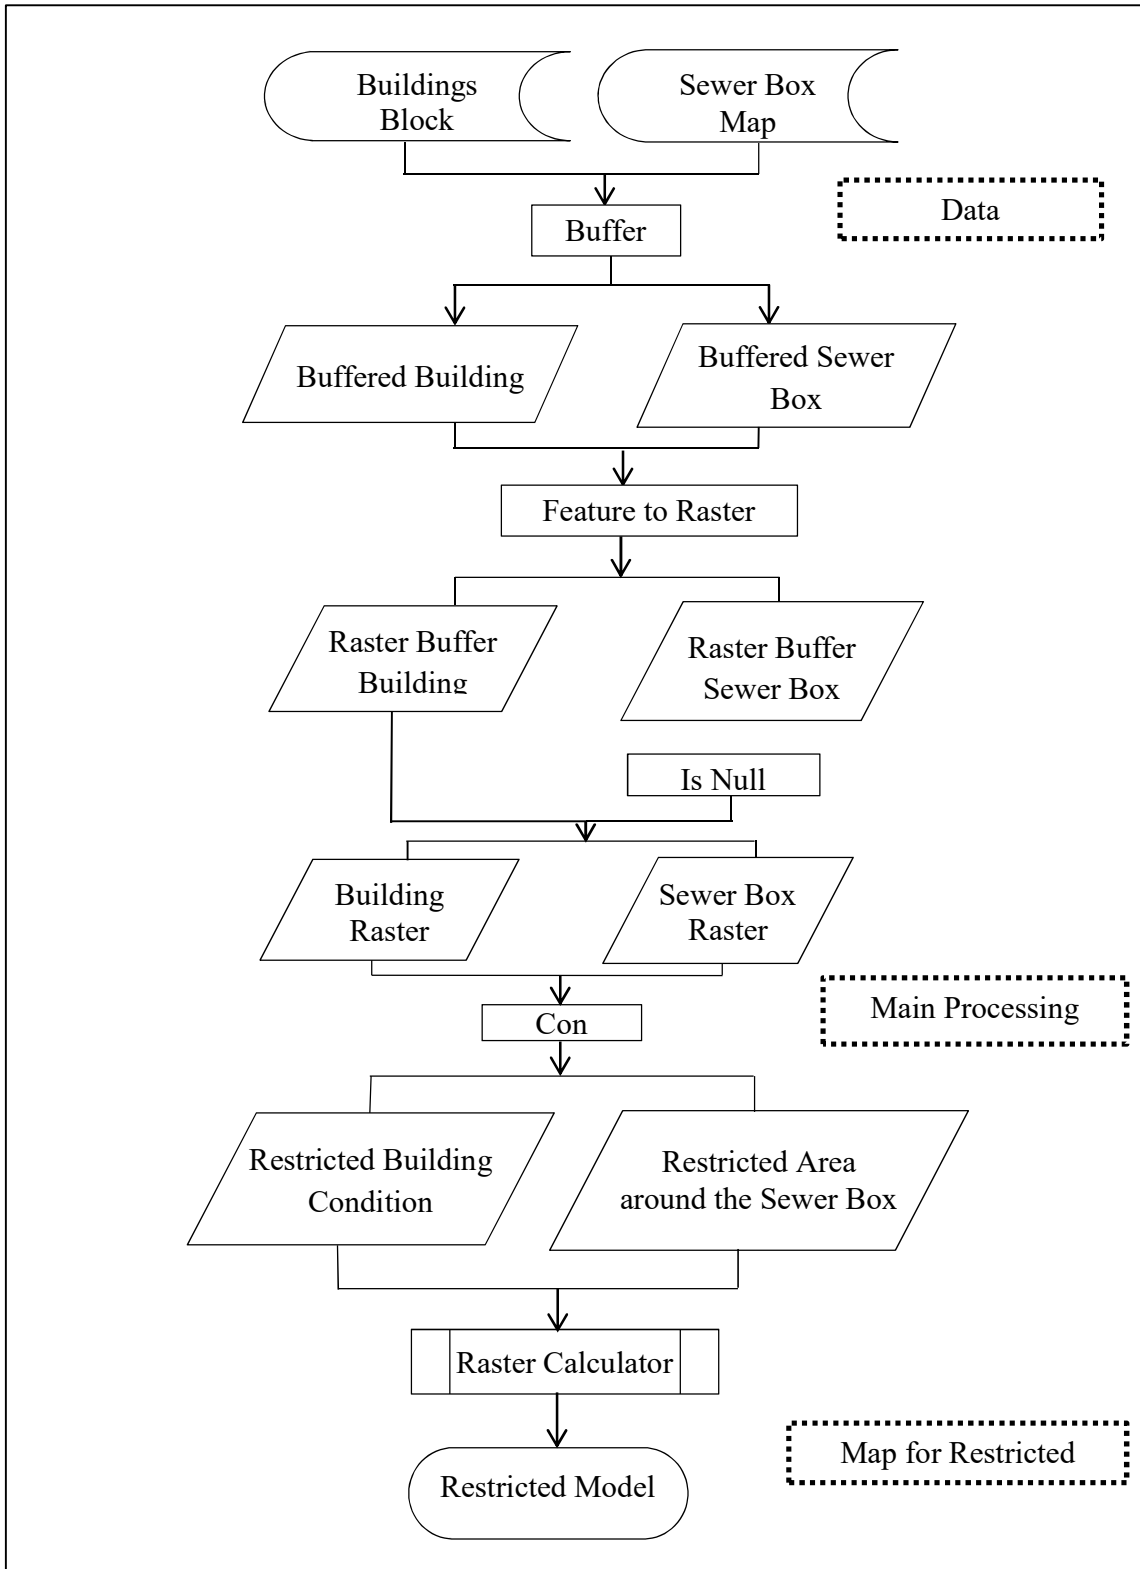 Buildings
Block
Sewer Box
Map
Data
Buffer
Buffered Building
Buffered Sewer
Box
Feature to Raster
Raster Buffer
Building
Raster Buffer
Sewer Box
Is Null
Building
Raster
Sewer Box
Raster
Main Processing
Con
Restricted Building
Condition
Restricted Area
around the Sewer Box
Raster Calculator
Map for Restricted
Restricted Model